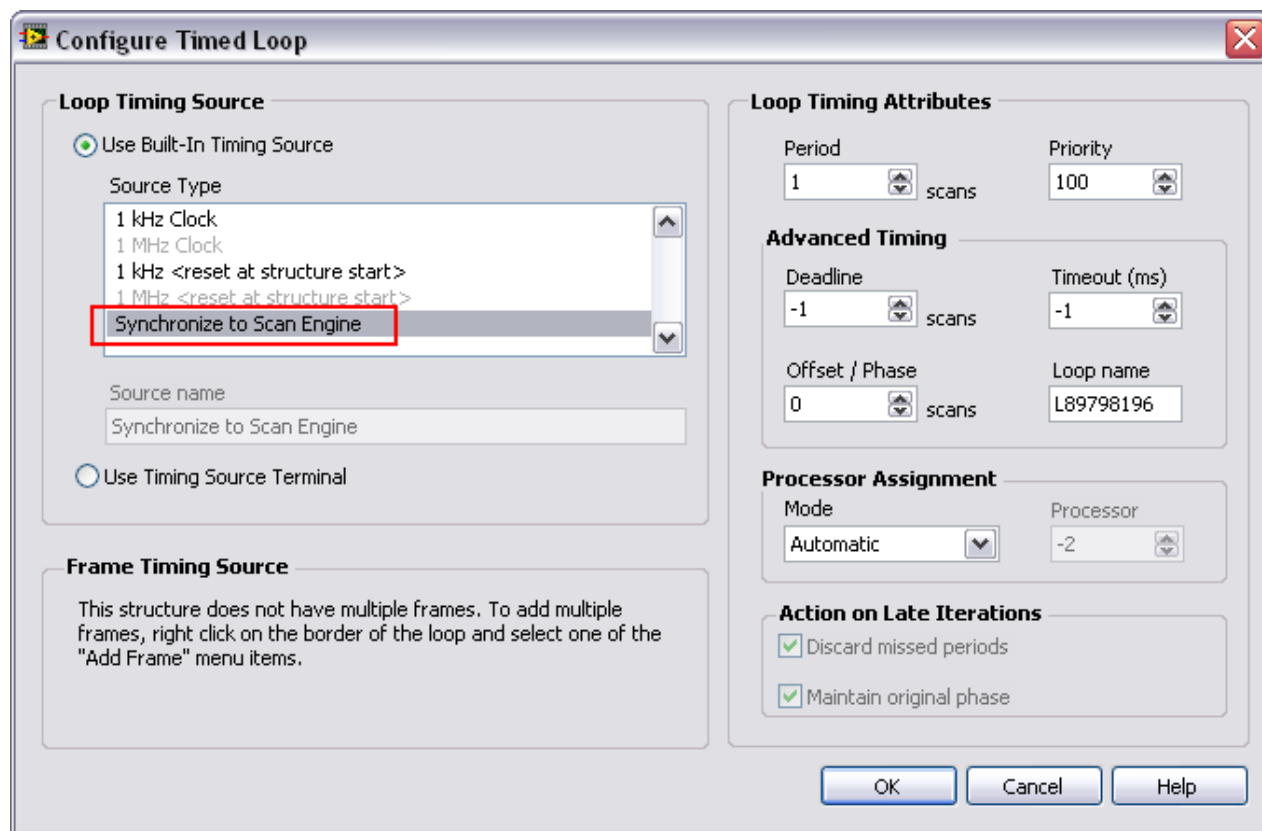 Configure Timed Loop
Loop Timing Source
Use Built-In Timing Source
Source Type
1 kHz Clock
1 MHz Clock
1 kHz <reset at structure start>
1 MHz <reset at structure start>
Synchronize to Scan Engine
Source name
Synchronize to Scan Engine
Use Timing Source Terminal
Frame Timing Source
This structure does not have multiple frames. To add multiple
frames, right click on the border of the loop and select one of the
"Add Frame" menu items.
Loop Timing Attributes
Period Priority
1 scans 100
Advanced Timing
Deadline Timeout (ms)
-1 scans -1
Offset / Phase Loop name
0 scans L89798196
Processor Assignment
Mode Processor
Automatic -2
Action on Late Iterations
Discard missed periods
Maintain original phase
OK Cancel Help